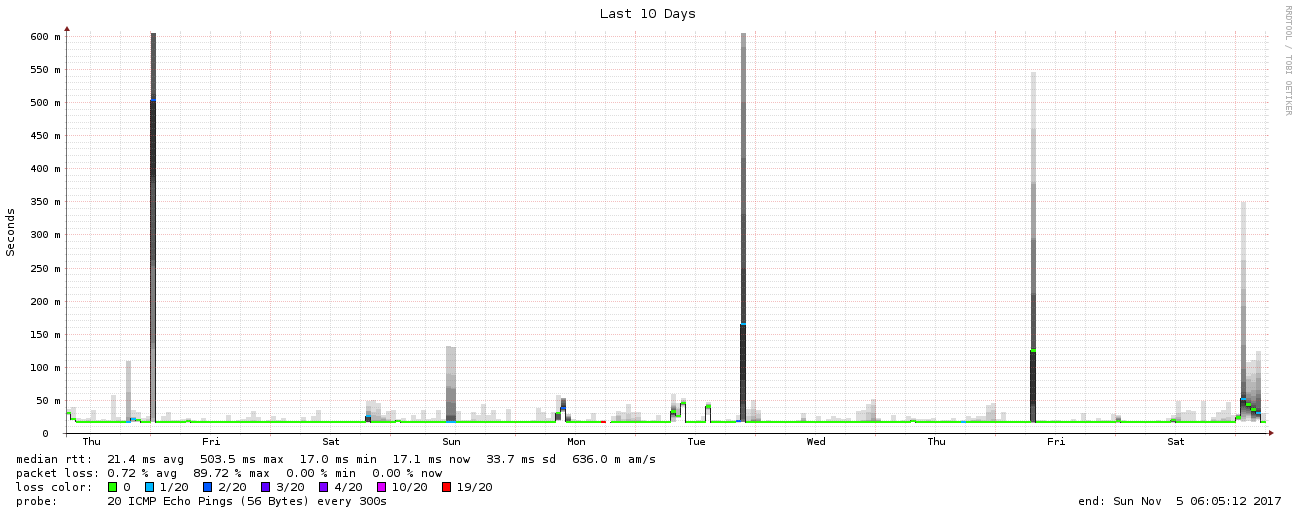 Last 10 Days
RRDTOOL / TOBI OETIKER
Seconds
600 m
550 m
500 m
450 m
400 m
350 m
300 m
250 m
200 m
150 m
100 m
50 m
0
Thu Fri Sat Sun Mon Tue Wed Thu Fri Sat
median rtt: 21.4 ms avg 503.5 ms max 17.0 ms min 17.1 ms now 33.7 ms sd 636.0 m am/s
packet loss: 0.72 % avg 89.72 % max 0.00 % min 0.00 % now
loss color: 0 1/20 2/20 3/20 4/20 10/20 19/20
probe: 20 ICMP Echo Pings (56 Bytes) every 300s end: Sun Nov 5 06:05:12 2017